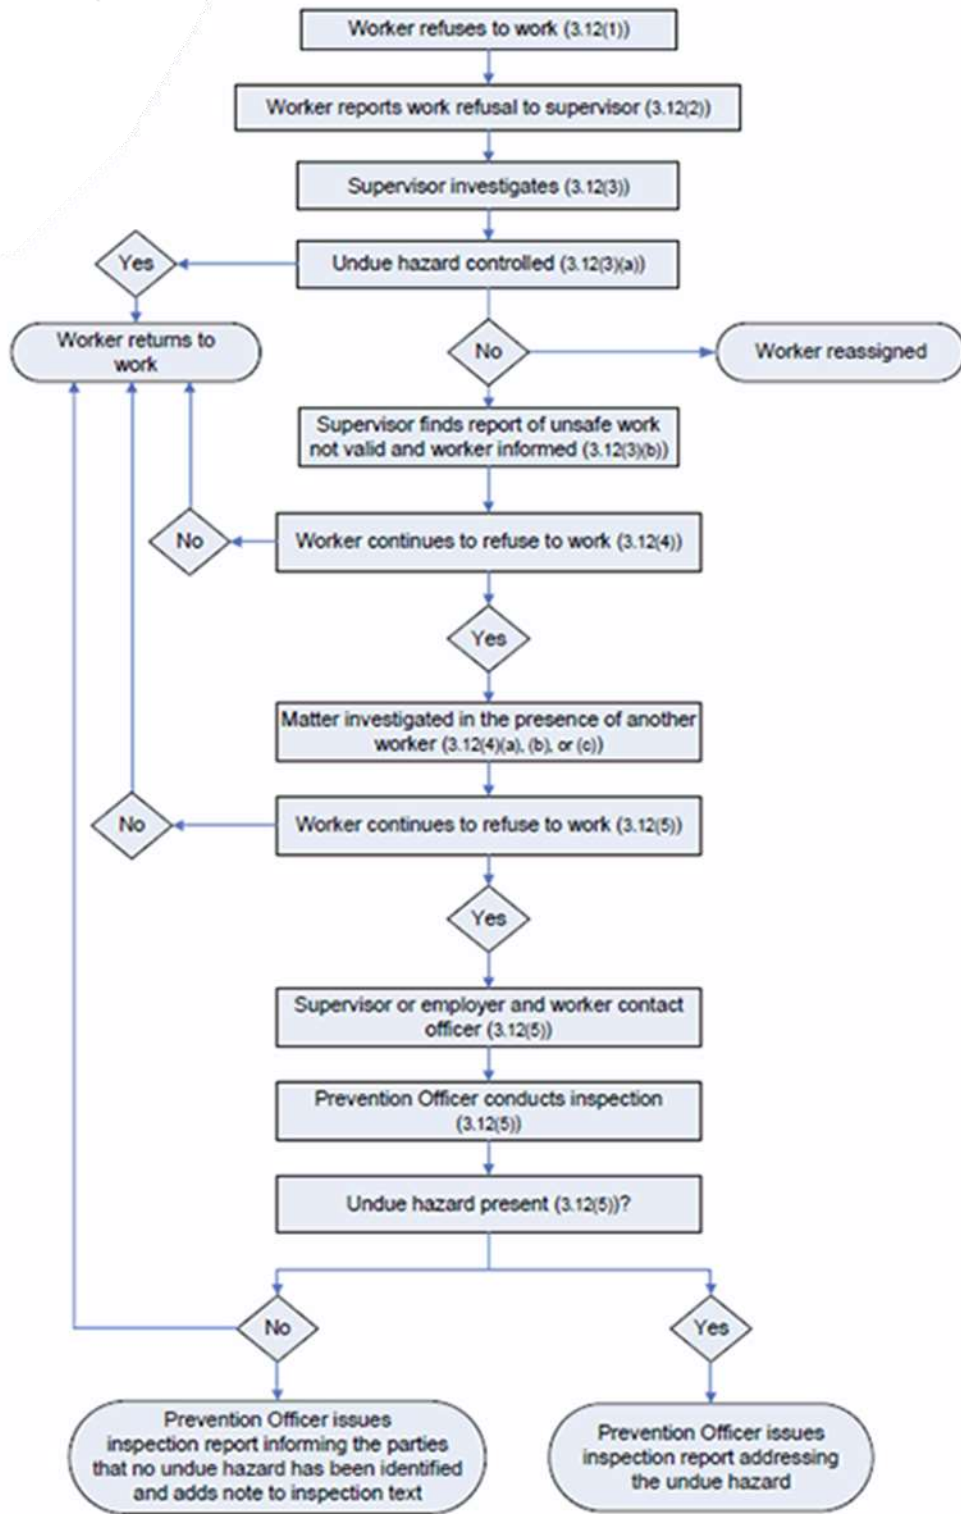 Worker refuses to work (3.12(1))
Worker reports work refusal to supervisor (3.12(2))
Supervisor investigates (3.12(3))
Yes
Undue hazard controlled (3.12(3)(a))
Worker returns to
work
No
Worker reassigned
Supervisor finds report of unsafe work
not valid and worker informed (3.12(3)(b))
No
Worker continues to refuse to work (3.12(4))
Yes
Matter investigated in the presence of another
worker (3.12(4)(a), (b), or (c))
No
Worker continues to refuse to work (3.12(5))
Yes
Supervisor or employer and worker contact
officer (3.12(5))
Prevention Officer conducts inspection
(3.12(5))
Undue hazard present (3.12(5))?
No
Yes
Prevention Officer issues
inspection report informing the parties
that no undue hazard has been identified
and adds note to inspection text
Prevention Officer issues
inspection report addressing
the undue hazard